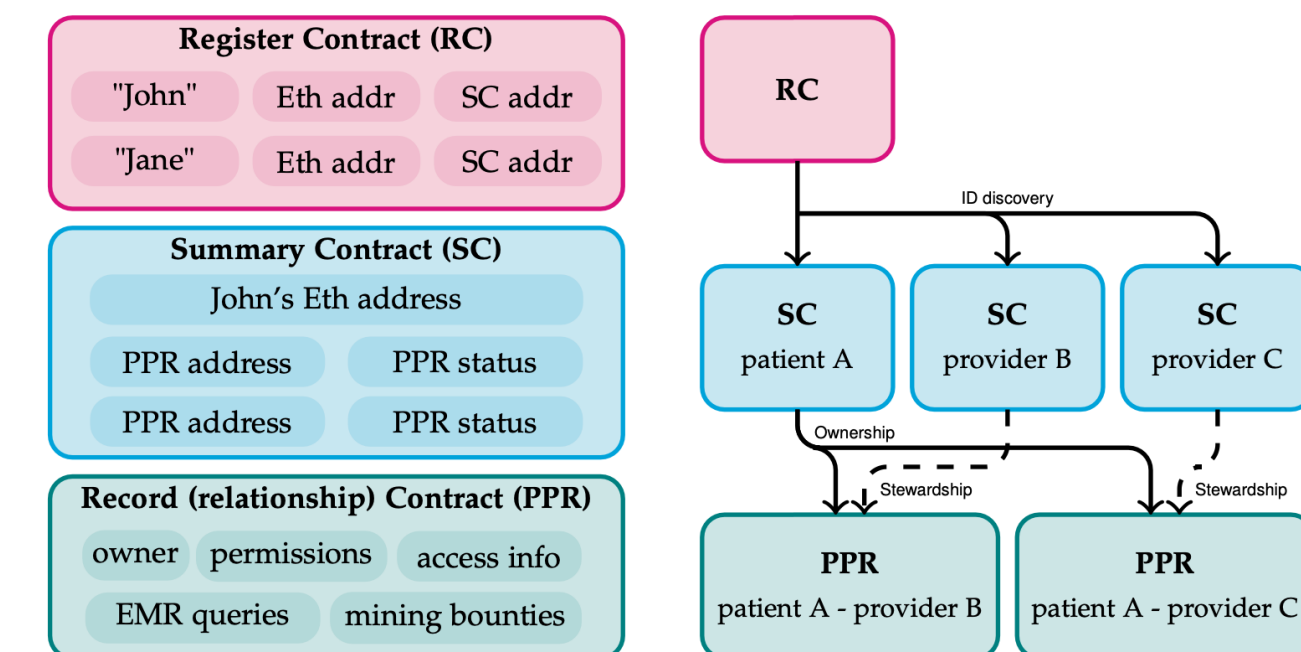 Register Contract (RC)
"John" Eth addr SC addr
"Jane" Eth addr SC addr
Summary Contract (SC)
John's Eth address
PPR address PPR status
PPR address PPR status
Record (relationship) Contract (PPR)
owner permissions access info
EMR queries mining bounties
RC
ID discovery
SC SC SC
patient A provider B provider C
Ownership
Stewardship Stewardship
PPR PPR
patient A - provider B patient A - provider C